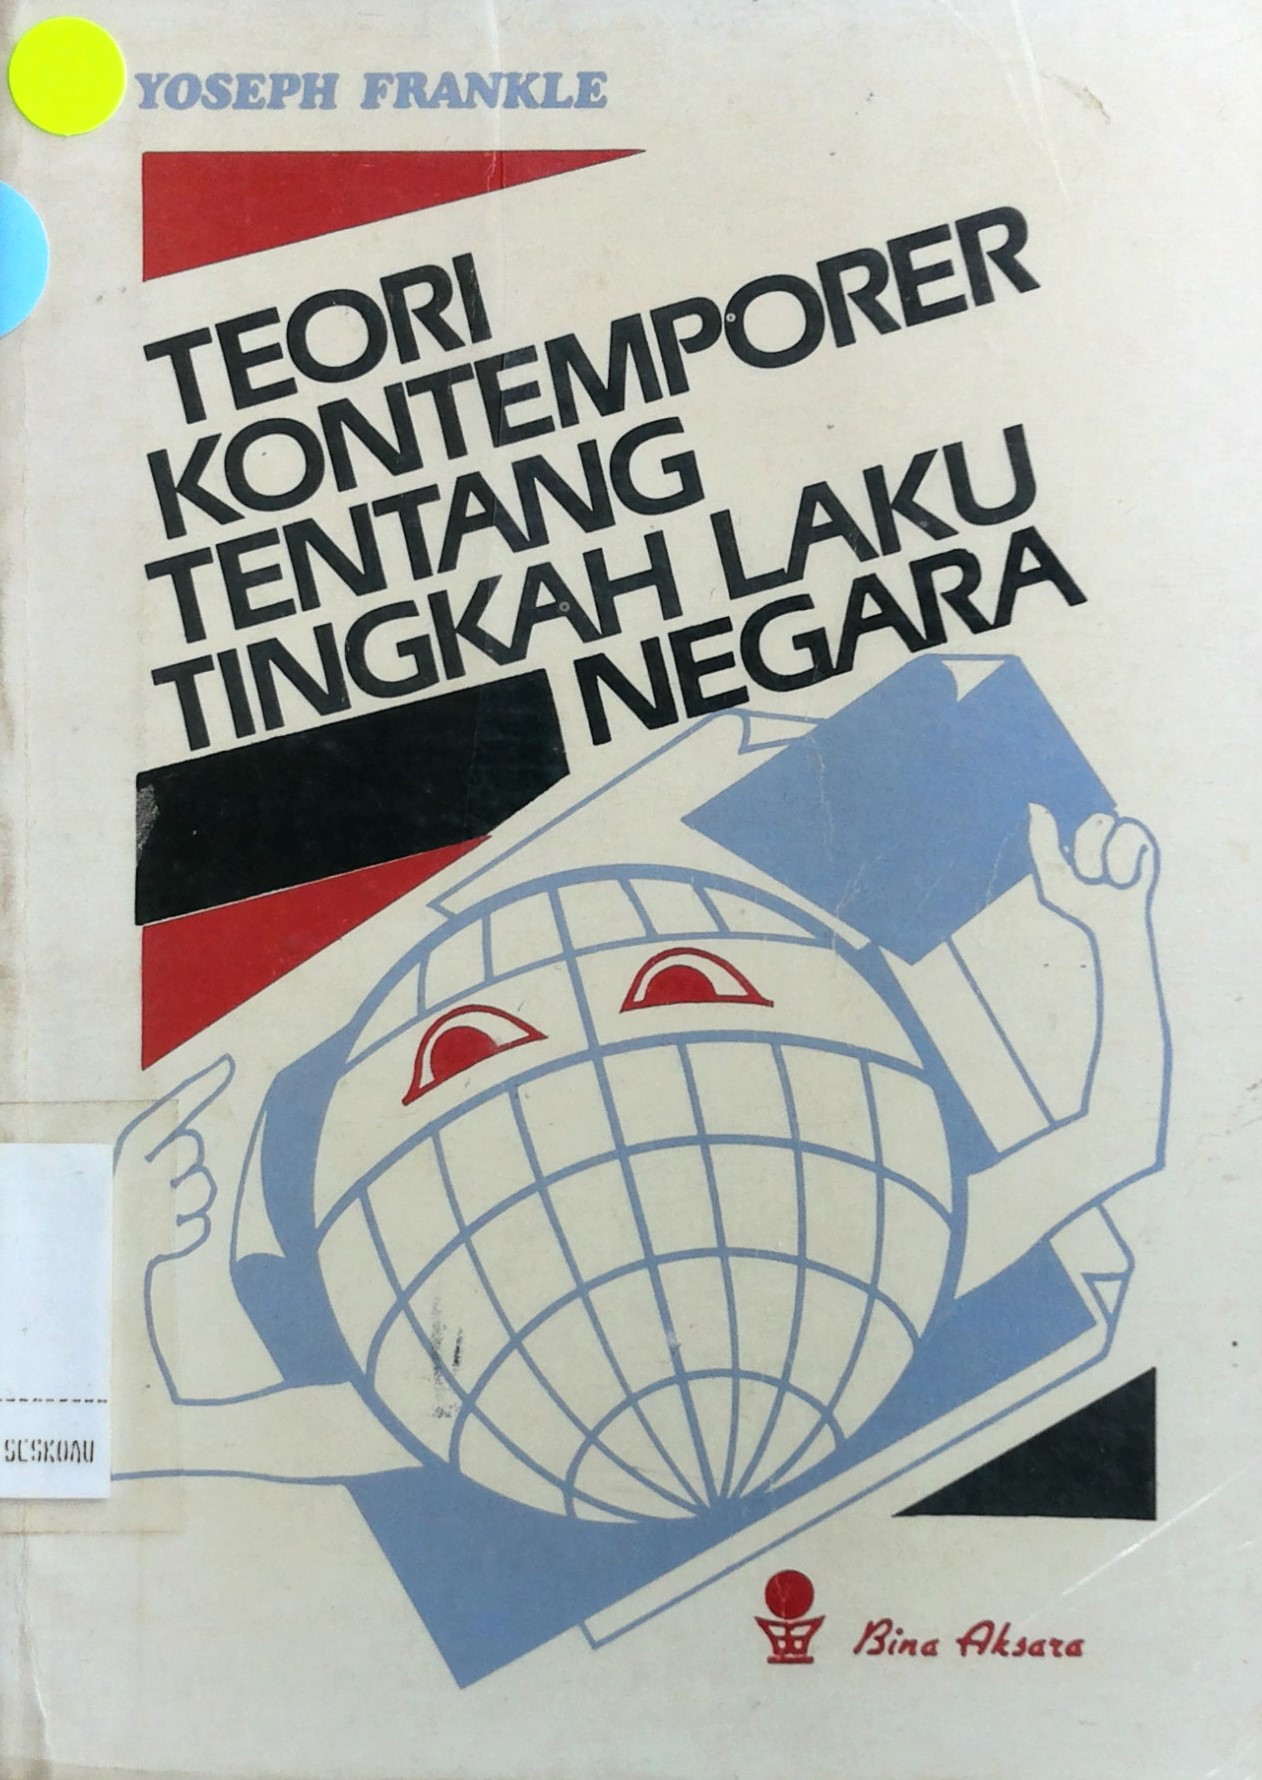 YOSEPH FRANKLE
TEORI
KONTEMPORER
TENTANG
TINGKAH LAKU
NEGARA
SESKOAU
Bina Aksara